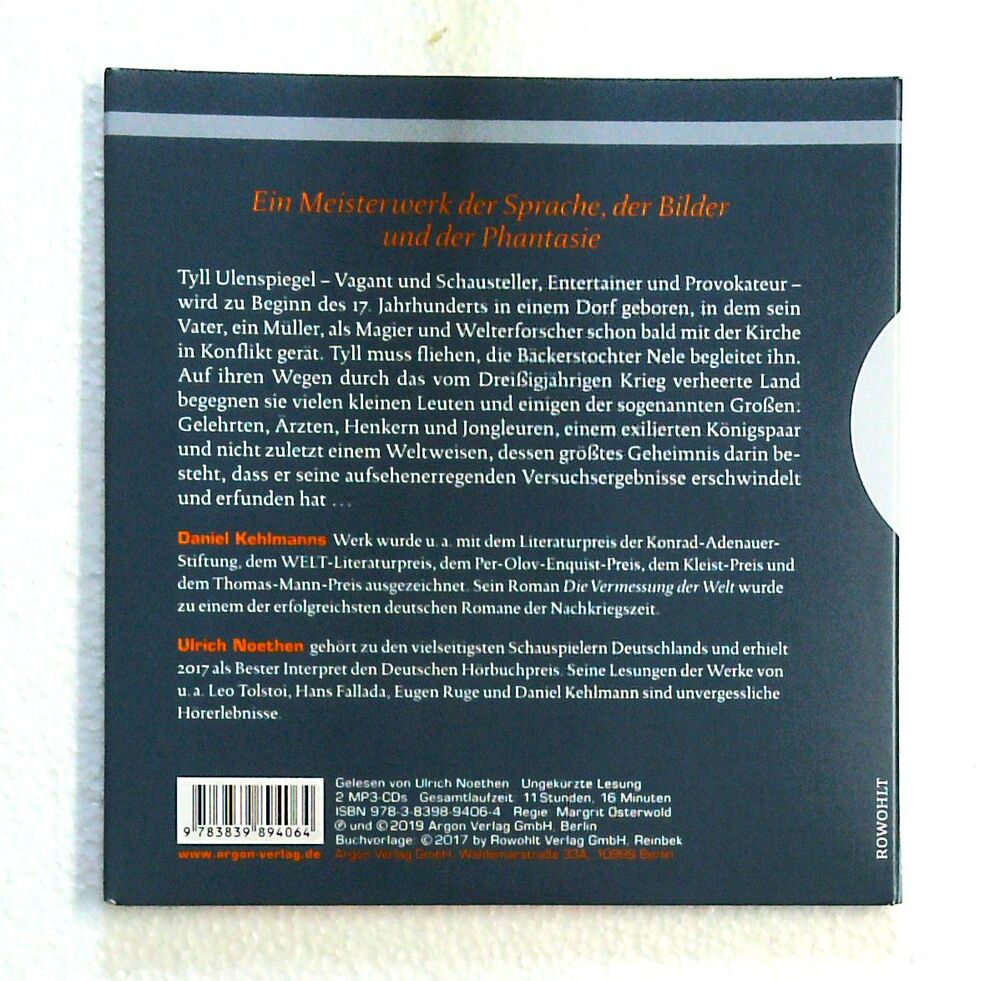 Ein Meisterwerk der Sprache, der Bilder
und der Phantasie
Tyll Ulenspiegel – Vagant und Schausteller, Entertainer und Provokateur –
wird zu Beginn des 17. Jahrhunderts in einem Dorf geboren, in dem sein
Vater, ein Müller, als Magier und Welterforscher schon bald mit der Kirche
in Konflikt gerät. Tyll muss fliehen, die Bäckerstochter Nele begleitet ihn.
Auf ihren Wegen durch das vom Dreißigjährigen Krieg verheerte Land
begegnen sie vielen kleinen Leuten und einigen der sogenannten Großen:
Gelehrten, Ärzten, Henkern und Jongleuren, einem exilierten Königspaar
und nicht zuletzt einem Weltweisen, dessen größtes Geheimnis darin be-
steht, dass er seine aufsehenerregenden Versuchsergebnisse erschwindelt
und erfunden hat ...
Daniel Kehlmanns Werk wurde u. a. mit dem Literaturpreis der Konrad-Adenauer-
Stiftung, dem WELT-Literaturpreis, dem Per-Olov-Enquist-Preis, dem Kleist-Preis und
dem Thomas-Mann-Preis ausgezeichnet. Sein Roman Die Vermessung der Welt wurde
zu einem der erfolgreichsten deutschen Romane der Nachkriegszeit.
Ulrich Noethen gehört zu den vielseitigsten Schauspielern Deutschlands und erhielt
2017 als Bester Interpret den Deutschen Hörbuchpreis. Seine Lesungen der Werke von
u. a. Leo Tolstoi, Hans Fallada, Eugen Ruge und Daniel Kehlmann sind unvergessliche
Hörerlebnisse.
Gelesen von Ulrich Noethen Ungekürzte Lesung
2 MP3-CDs Gesamtlaufzeit: 11 Stunden, 16 Minuten
ISBN 978-3-8398-9406-4 Regie: Margrit Osterwold
℗ und © 2019 Argon Verlag GmbH, Berlin
Buchvorlage: © 2017 by Rowohlt Verlag GmbH, Reinbek
Argon Verlag GmbH, Waldemarstraße 33A, 10999 Berlin
9 783839 894064
www.argon-verlag.de
ROWOHLT